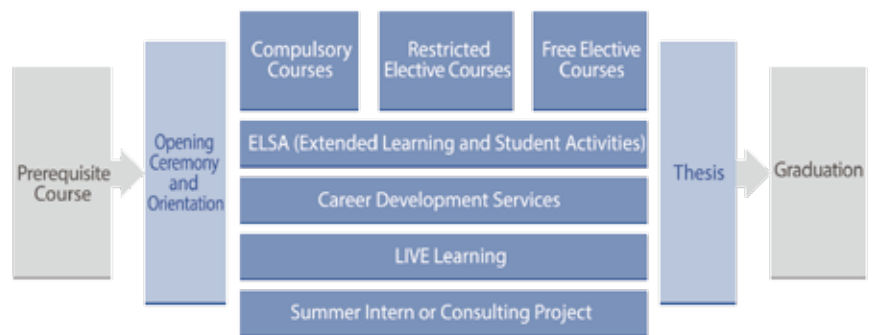 Prerequisite
Course
Opening
Ceremony
and
Orientation
Compulsory
Courses
Restricted
Elective Courses
Free Elective
Courses
ELSA (Extended Learning and Student Activities)
Career Development Services
LIVE Learning
Summer Intern or Consulting Project
Thesis
Graduation